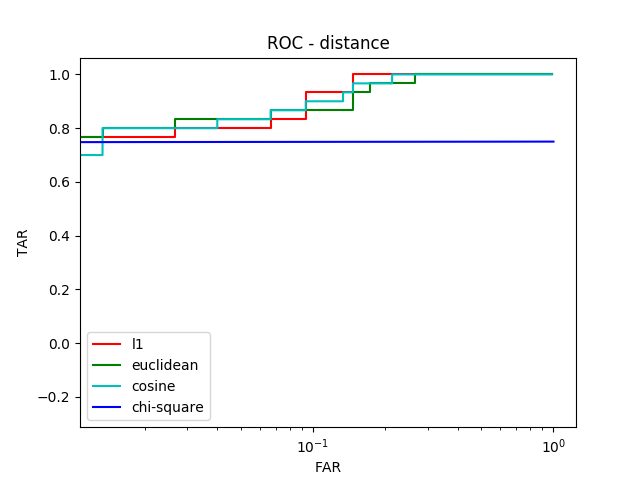 ROC - distance
1.0
0.8
0.6
0.4
0.2
0.0
−0.2
TAR
l1
euclidean
cosine
chi-square
10⁻¹
10⁰
FAR